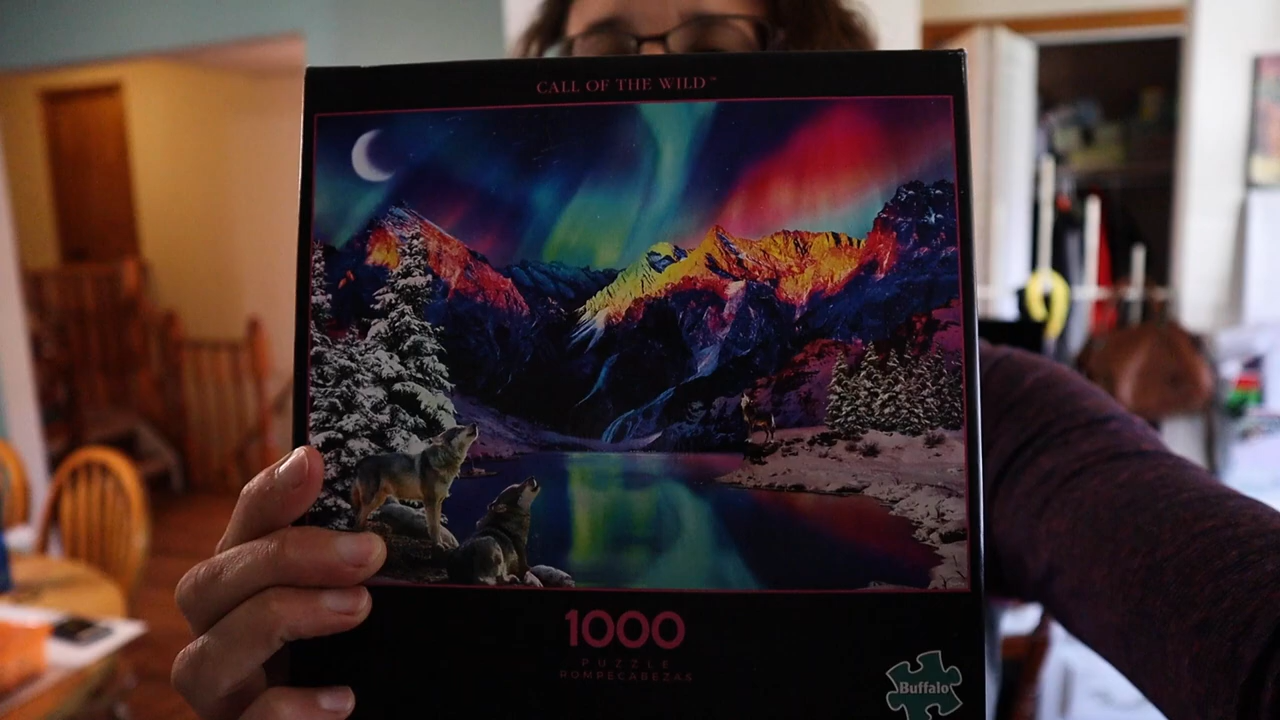 CALL OF THE WILD™
1000
PUZZLE
ROMPECABEZAS
Buffalo